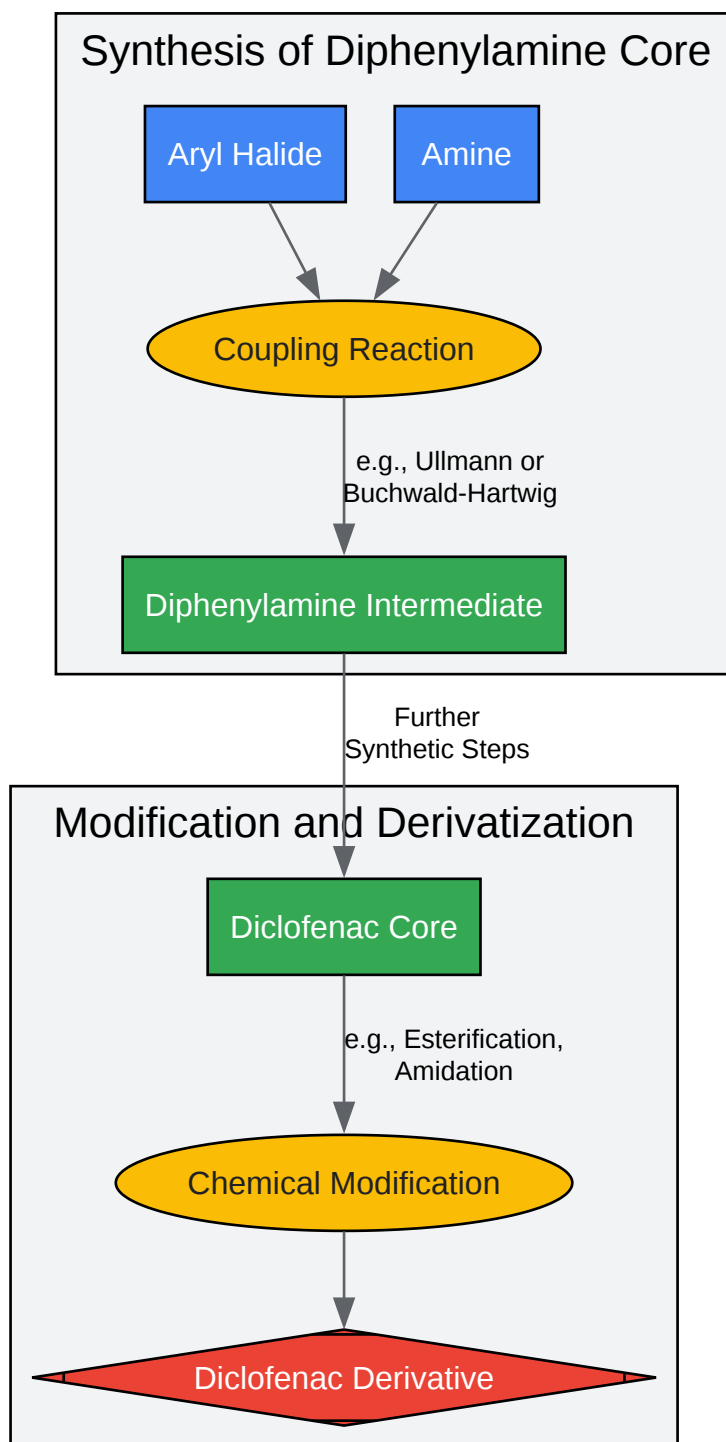 Synthesis of Diphenylamine Core
Aryl Halide
Amine
Coupling Reaction
e.g., Ullmann or
Buchwald-Hartwig
Diphenylamine Intermediate
Further
Synthetic Steps
Modification and Derivatization
Diclofenac Core
e.g., Esterification,
Amidation
Chemical Modification
Diclofenac Derivative